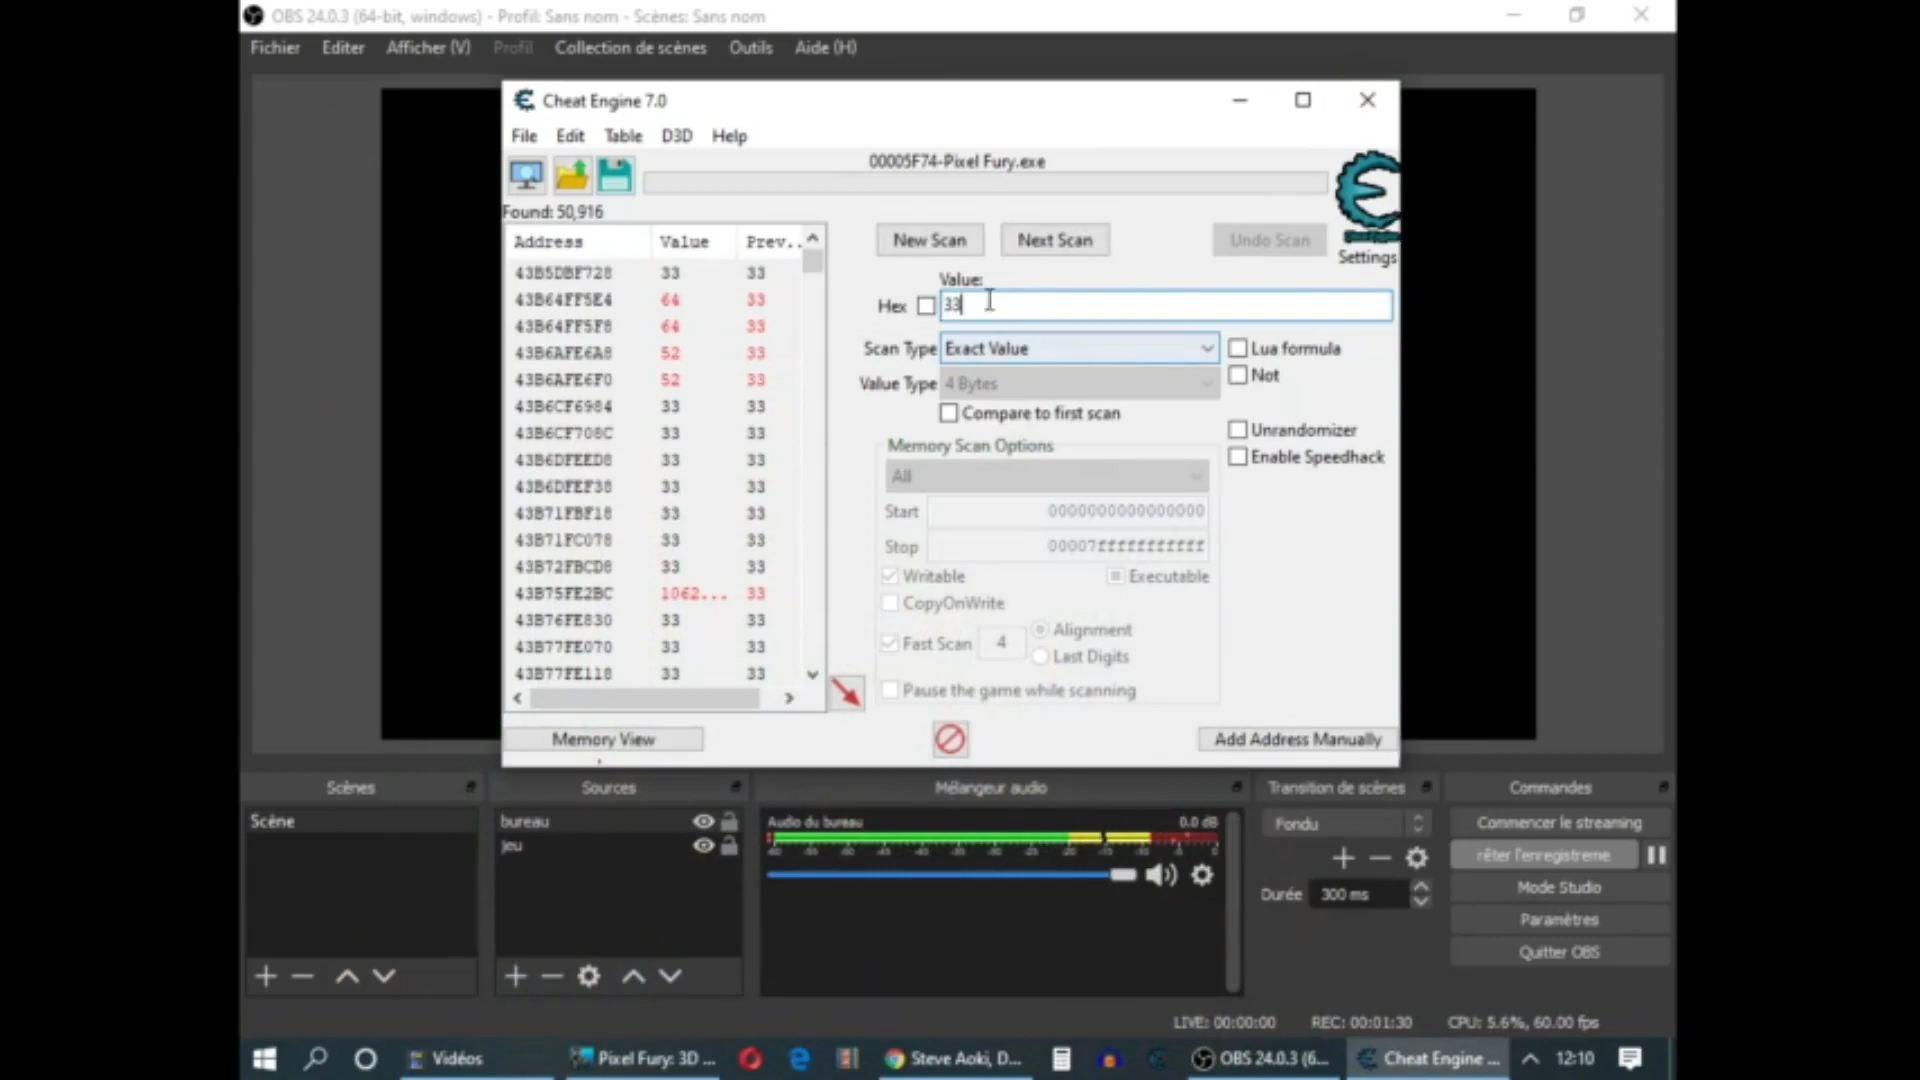 OBS 24.0.3 (64-bit, windows) - Profil: Sans nom - Scènes: Sans nom
Fichier Editer Afficher (V) Profil Collection de scènes Outils Aide (H)
Cheat Engine 7.0
File Edit Table D3D Help
00005F74-Pixel Fury.exe
Found: 50,916
Settings
Address Value Prev..
43B5DBF728 33 33
43B64FF5E4 64 33
43B64FF5F8 64 33
43B6AFE6A8 52 33
43B6AFE6F0 52 33
43B6CF6984 33 33
43B6CF708C 33 33
43B6DFEED8 33 33
43B6DFEF38 33 33
43B71FBF18 33 33
43B71FC078 33 33
43B72FBCD8 33 33
43B75FE2BC 1062... 33
43B76FE830 33 33
43B77FE070 33 33
43B77FE118 33 33
New Scan Next Scan Undo Scan
Value:
Hex 33
Scan Type Exact Value Lua formula
Value Type 4 Bytes Not
Compare to first scan
Unrandomizer
Enable Speedhack
Memory Scan Options
All
Start 0000000000000000
Stop 00007fffffffffff
Writable Executable
CopyOnWrite
Fast Scan 4 Alignment
Last Digits
Pause the game while scanning
Memory View Add Address Manually
Scènes Sources Mélangeur audio Transition de scènes Commandes
Scène
bureau
jeu
Audio du bureau 0.0 dB
Fondu
Durée 300 ms
Commencer le streaming
rêter l'enregistreme
Mode Studio
Paramètres
Quitter OBS
LIVE: 00:00:00 REC: 00:01:30 CPU: 5.6%, 60.00 fps
Vidéos Pixel Fury: 3D ... Steve Aoki, D... OBS 24.0.3 (6... Cheat Engine ... 12:10